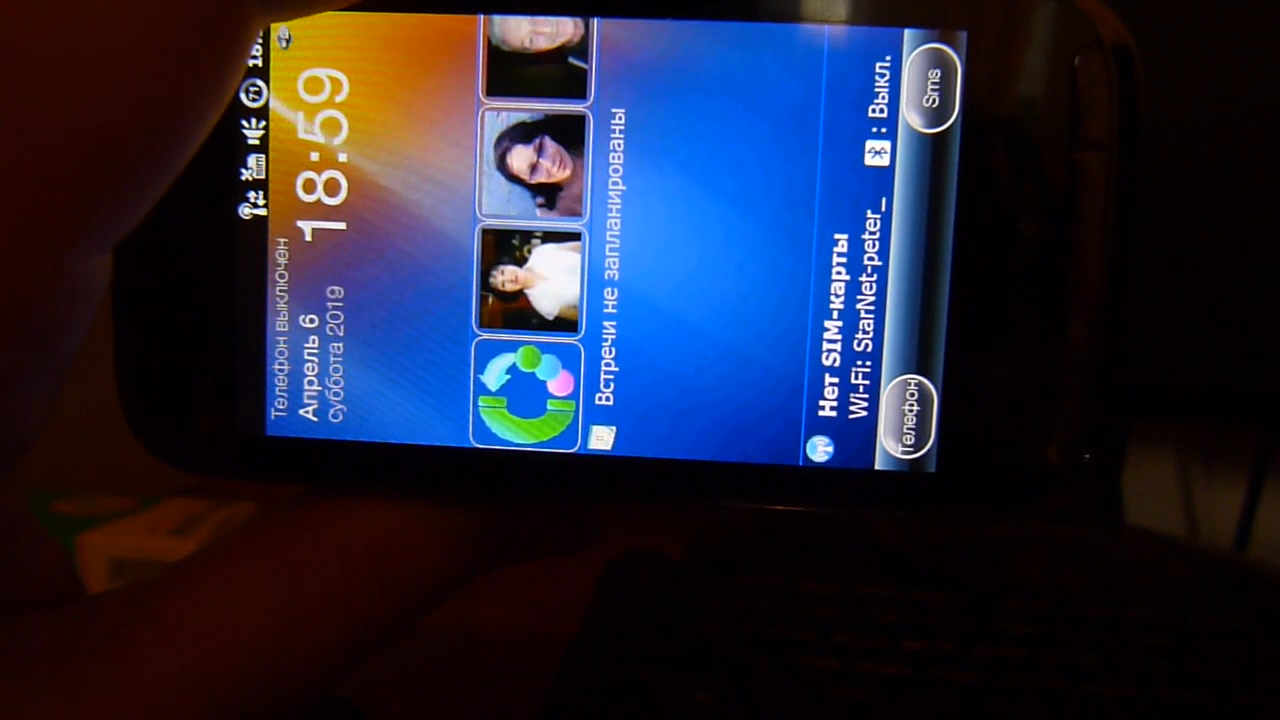 18:
Телефон выключен
Апрель 6
суббота 2019
18:59
Встречи не запланированы
Нет SIM-карты
Wi-Fi: StarNet-peter_
: Выкл.
Телефон
Sms